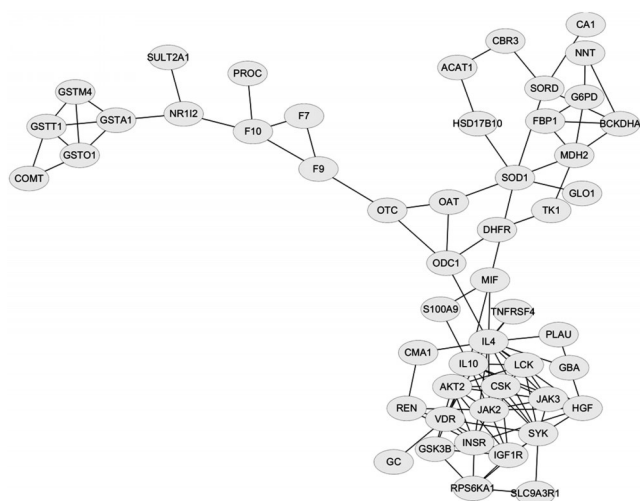 CA1
CBR3
NNT
SULT2A1
ACAT1
PROC
SORD
GSTM4
G6PD
NR1I2
F7
FBP1
GSTT1
GSTA1
HSD17B10
BCKDHA
F10
GSTO1
MDH2
F9
COMT
SOD1
GLO1
OAT
OTC
TK1
DHFR
ODC1
MIF
S100A9
TNFRSF4
PLAU
IL4
CMA1
IL10
LCK
GBA
AKT2
CSK
JAK3
REN
JAK2
HGF
VDR
SYK
INSR
GSK3B
IGF1R
GC
RPS6KA1
SLC9A3R1